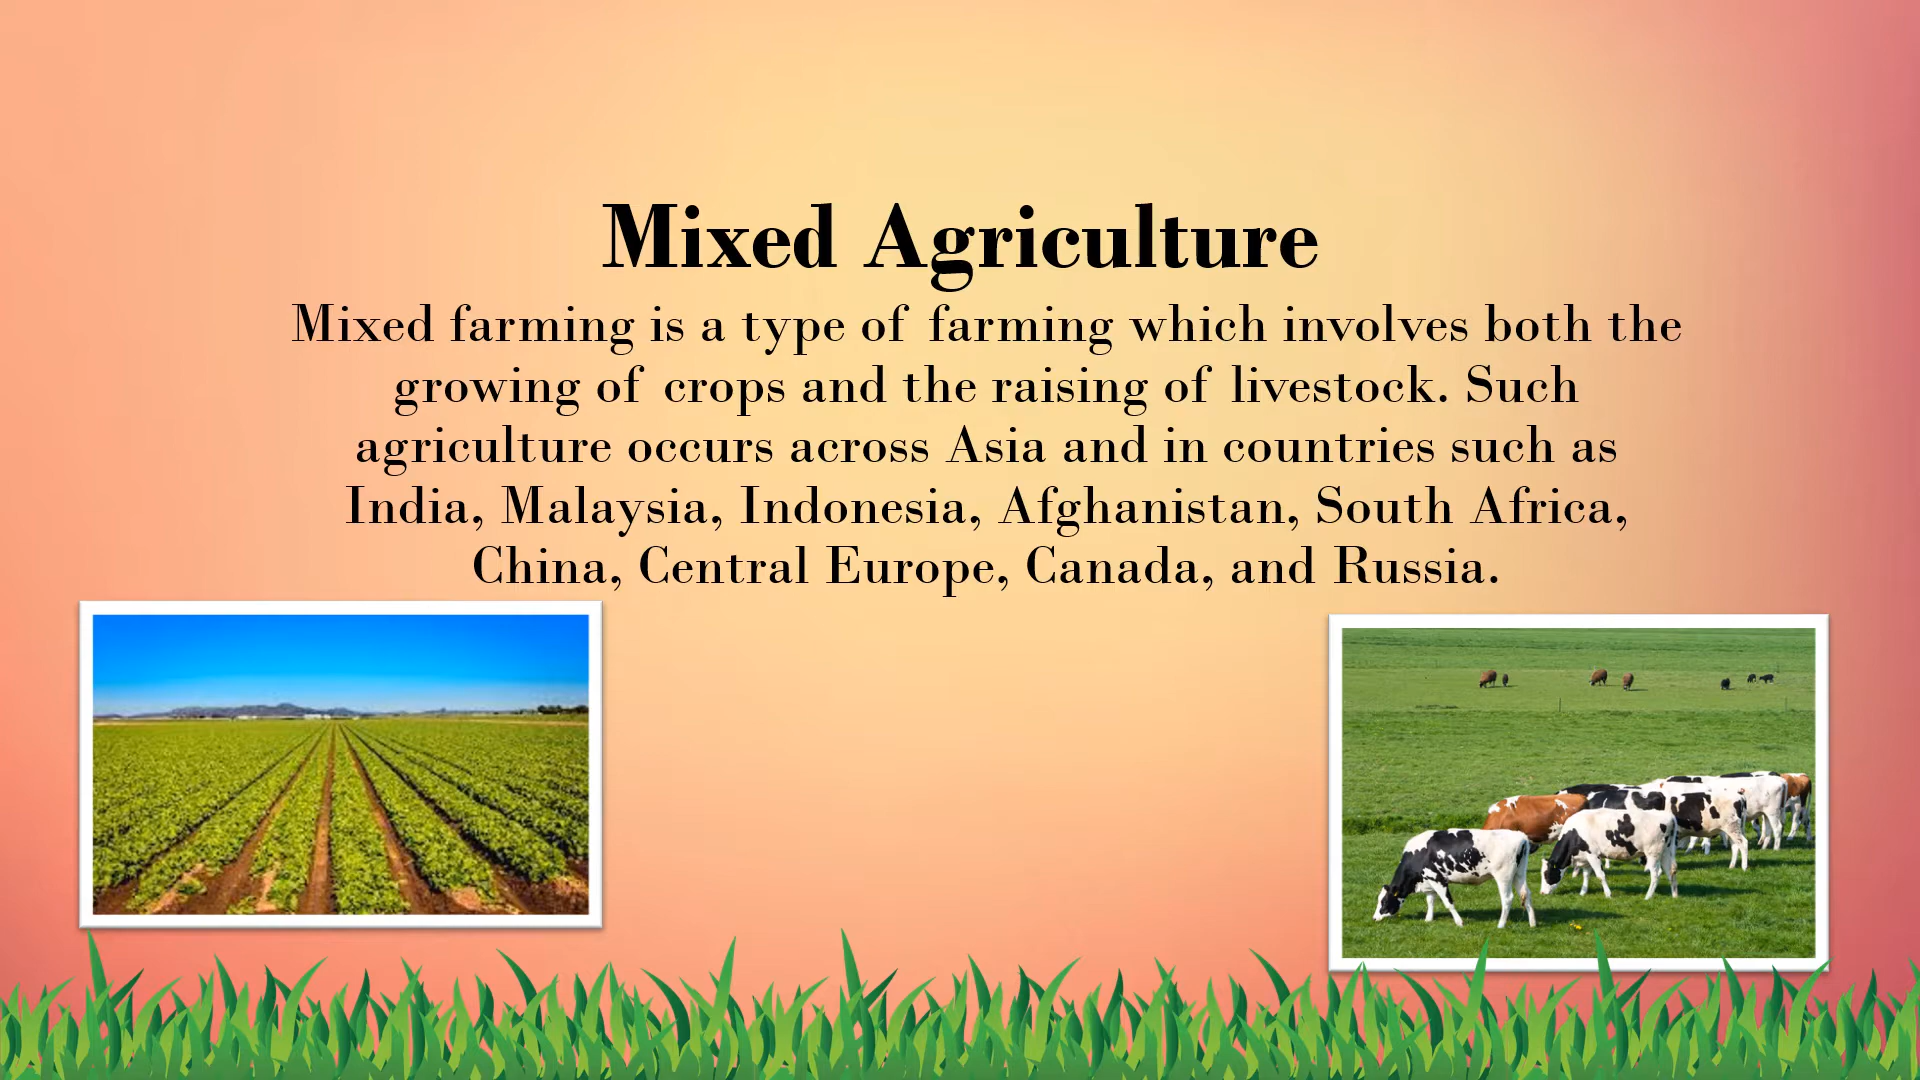 Mixed Agriculture
Mixed farming is a type of farming which involves both the
growing of crops and the raising of livestock. Such
agriculture occurs across Asia and in countries such as
India, Malaysia, Indonesia, Afghanistan, South Africa,
China, Central Europe, Canada, and Russia.